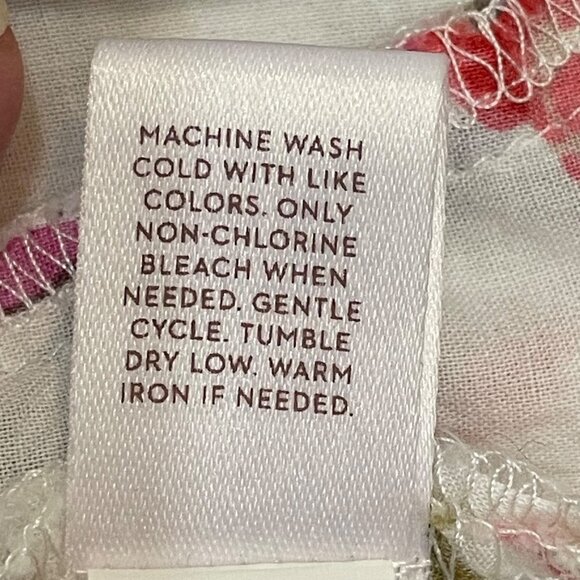 MACHINE WASH
COLD WITH LIKE
COLORS. ONLY
NON-CHLORINE
BLEACH WHEN
NEEDED. GENTLE
CYCLE. TUMBLE
DRY LOW. WARM
IRON IF NEEDED.